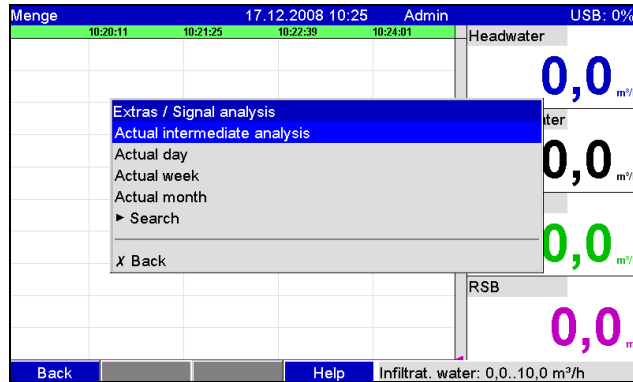 Menge 17.12.2008 10:25 Admin USB: 0%
10:20:11 10:21:25 10:22:39 10:24:01
Headwater
0,0
Extras / Signal analysis
Actual intermediate analysis
Actual day
Actual week
Actual month
► Search
✗ Back
0,0
0,0
RSB
0,0
Back Help Infiltrat. water: 0,0..10,0 m³/h